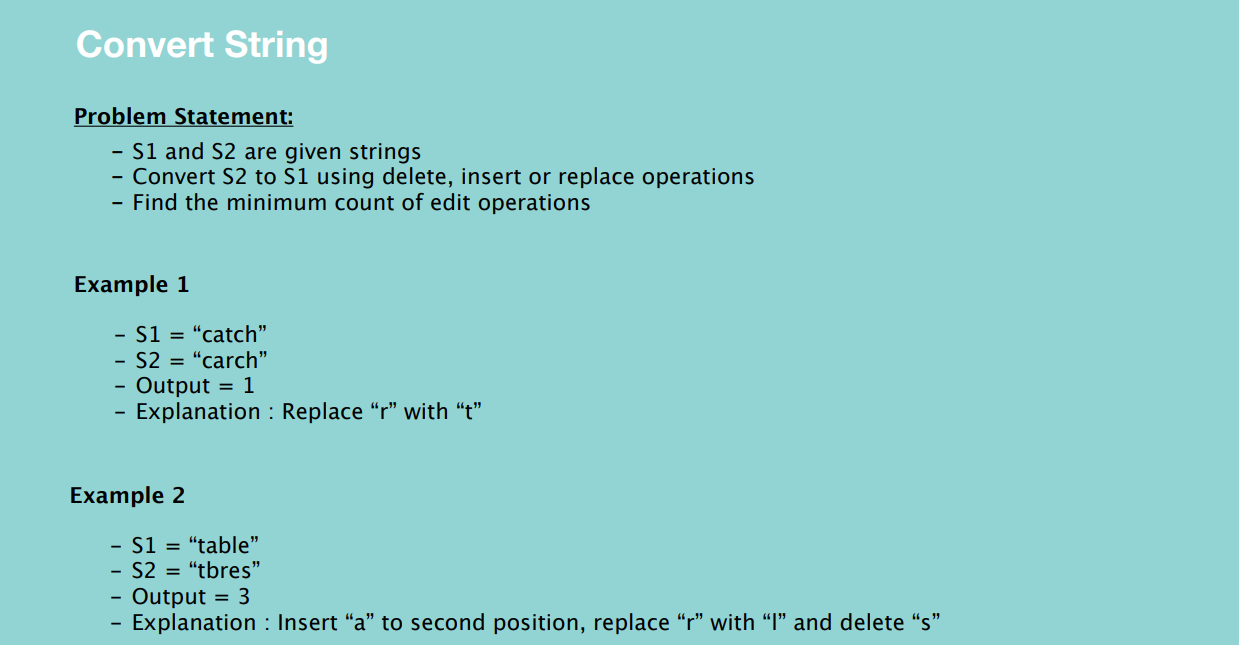 Convert String
Problem Statement:
– S1 and S2 are given strings
– Convert S2 to S1 using delete, insert or replace operations
– Find the minimum count of edit operations
Example 1
– S1 = “catch”
– S2 = “carch”
– Output = 1
– Explanation : Replace “r” with “t”
Example 2
– S1 = “table”
– S2 = “tbres”
– Output = 3
– Explanation : Insert “a” to second position, replace “r” with “l” and delete “s”